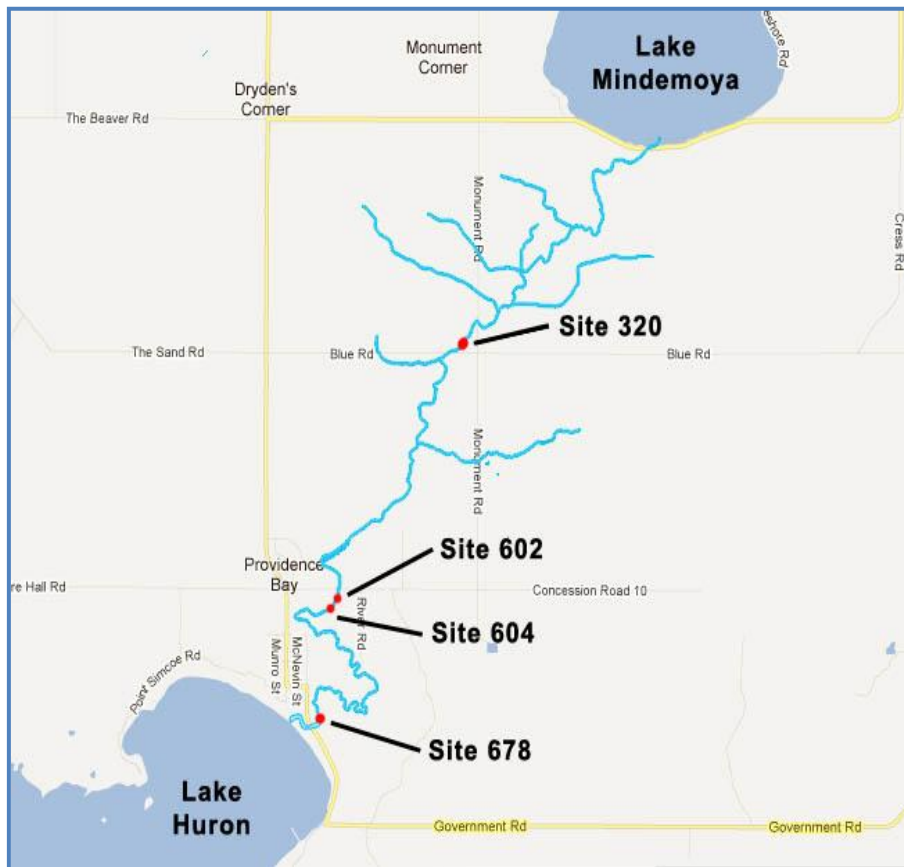 Lake
Mindemoya
Monument
Corner
eshore Rd
Dryden's
Corner
The Beaver Rd
Monument Rd
Cress Rd
Site 320
The Sand Rd
Blue Rd
Blue Rd
Monument Rd
Site 602
Providence
Bay
re Hall Rd
Concession Road 10
River Rd
Site 604
Munro St
McNevin St
Point Simcoe Rd
Site 678
Lake
Huron
Government Rd
Government Rd